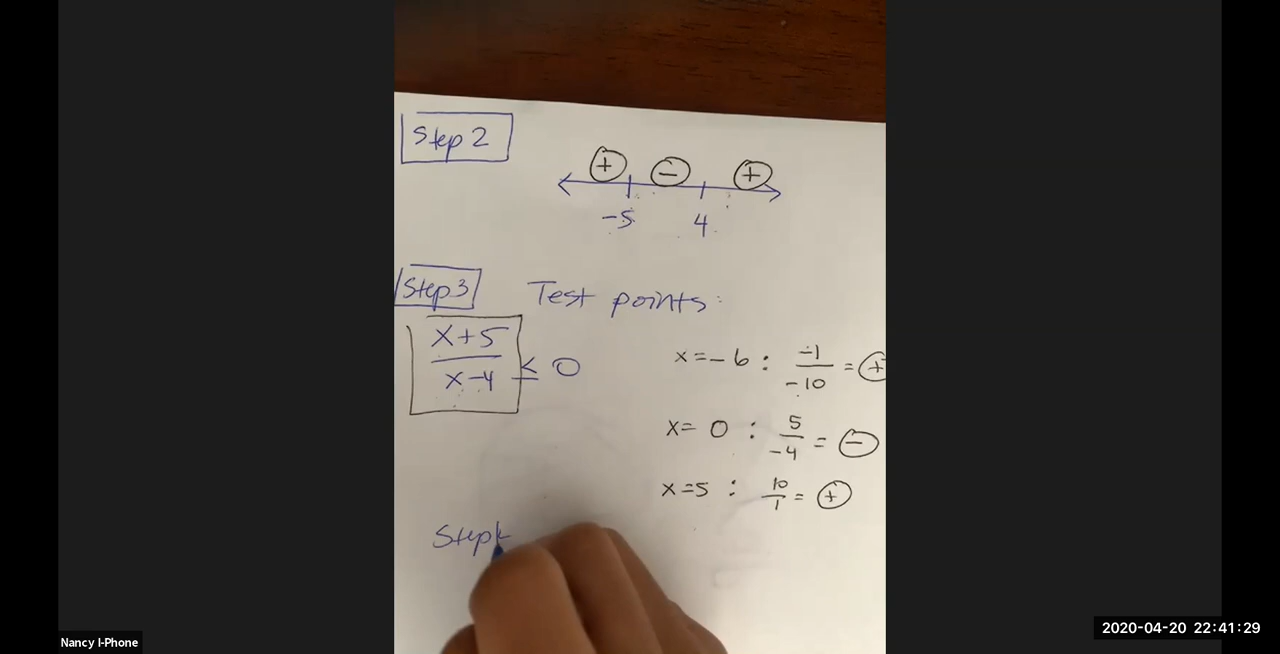 Step 2
+ - +
-5 4
Step 3 Test points:
x+5
x-4
≤ 0
x=-6 : -1/-10 = +
x= 0 : 5/-4 = -
x=5 : 10/1 = +
Step
Nancy I-Phone
2020-04-20 22:41:29